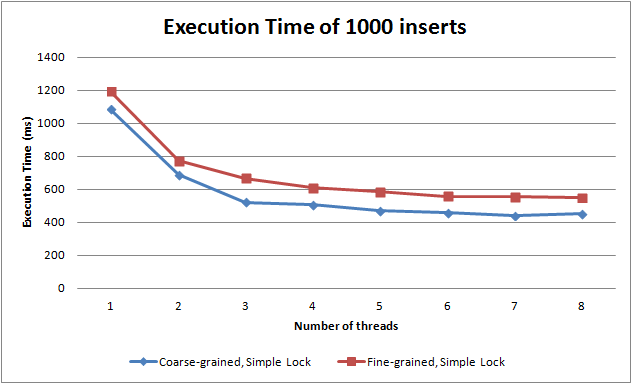 Execution Time of 1000 inserts
1400
1200
1000
800
600
400
200
0
Execution Time (ms)
1 2 3 4 5 6 7 8
Number of threads
Coarse-grained, Simple Lock Fine-grained, Simple Lock